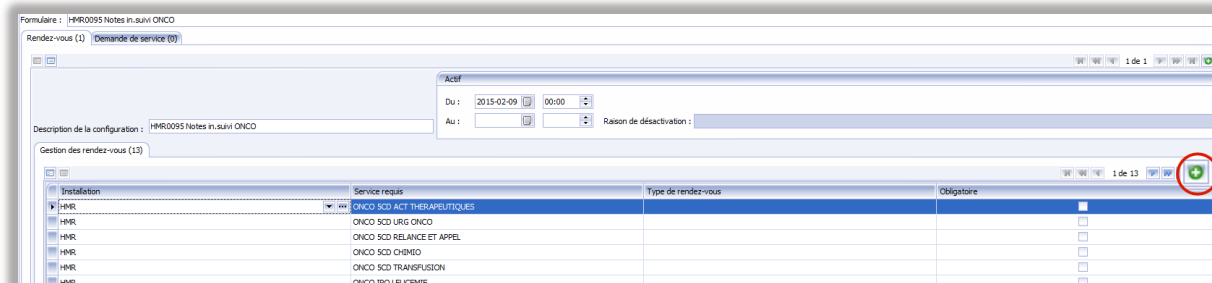 Formulaire : HMR0095 Notes in.suivi ONCO
Rendez-vous (1) Demande de service (0)
1 de 1
Actif
Du : 2015-02-09 00:00
Au : Raison de désactivation :
Description de la configuration : HMR0095 Notes in.suivi ONCO
Gestion des rendez-vous (13)
1 de 13
Installation Service requis Type de rendez-vous Obligatoire
HMR ONCO 5CD ACT THERAPEUTIQUES
HMR ONCO 5CD URG ONCO
HMR ONCO 5CD RELANCE ET APPEL
HMR ONCO 5CD CHIMIO
HMR ONCO 5CD TRANSFUSION
HMR ONCO IPO LEUCEMIE